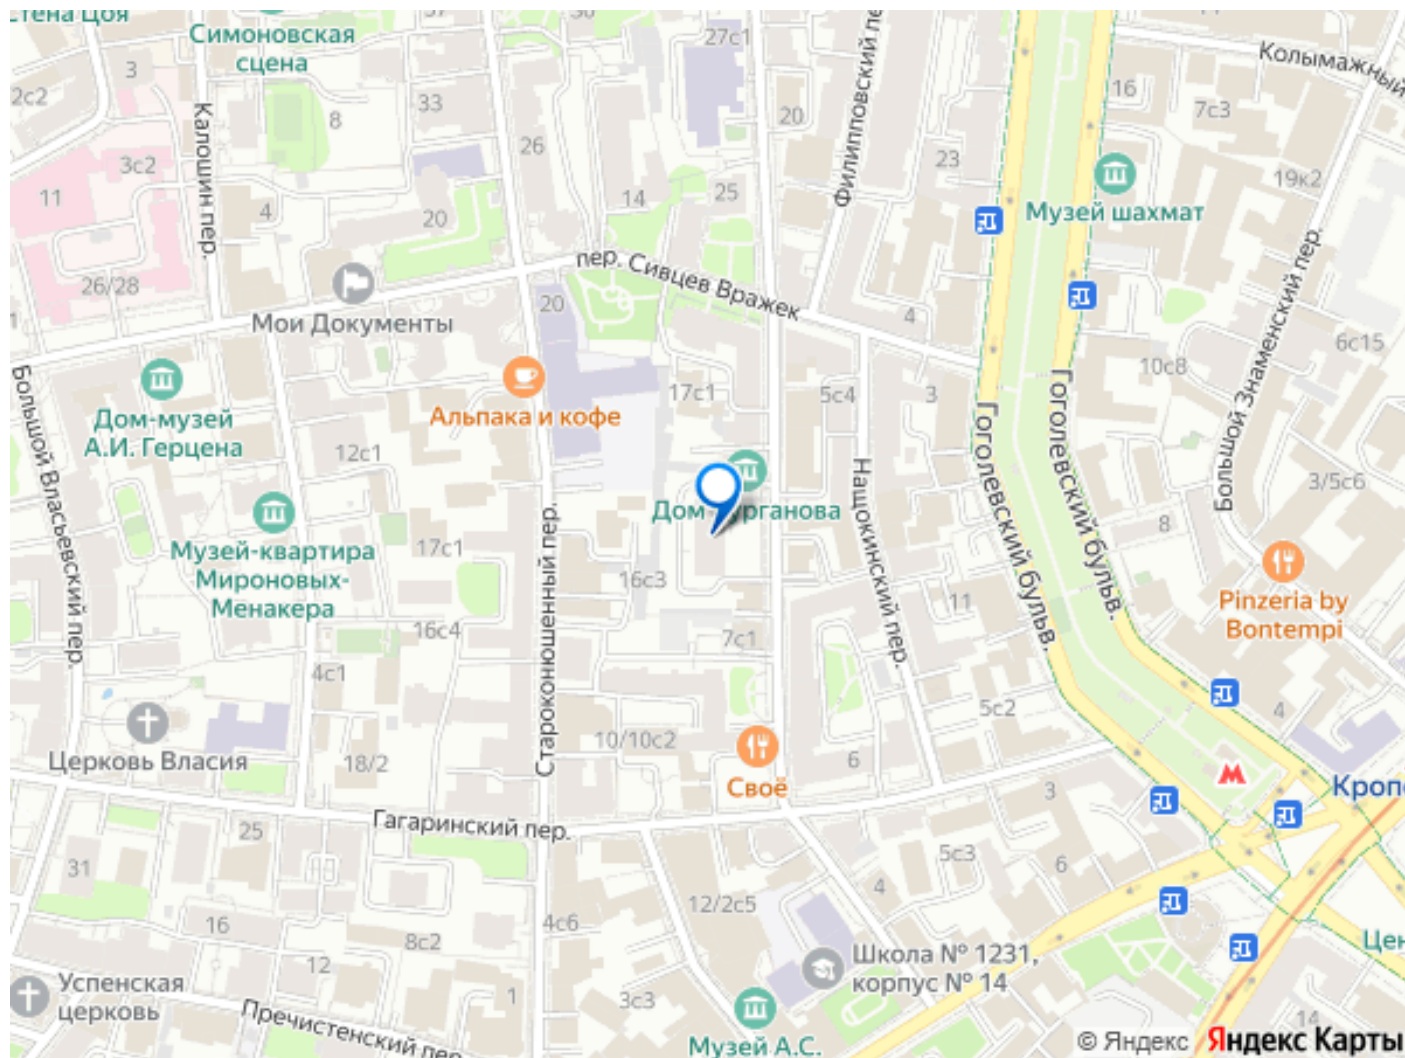 Стена Цоя
37
30
27с1
Симоновская
сцена
Колымажный
3
2с2
16
7с3
33
20
8
26
Филипповский пе
Калошин пер.
3с2
23
19к2
11
4
14
25
20
Музей шахмат
пер. Сивцев Вражек
26/28
20
Мои Документы
4
6с15
Большой Знаменский пер.
10с8
17с1
5с4
3
Большой Власьевский пер.
Дом-музей
А.И. Герцена
Альпака и кофе
Гоголевский бульв.
Гоголевский бульв.
12с1
Нащокинский пер.
3/5с6
8
Музей-квартира
Мироновых-
Менакера
17с1
Староконюшенный пер.
16с3
11
Pinzeria by
Bontempi
16с4
7с1
4с1
5с2
4
10/10с2
6
Церковь Власия
18/2
Своё
3
Гагаринский пер.
25
31
5с3
6
4
12/2с5
16
8с2
4с6
12
Школа № 1231,
корпус № 14
Успенская
церковь
1
3с3
14
Пречистенский пер
Музей А.С.
© Яндекс Яндекс Карты